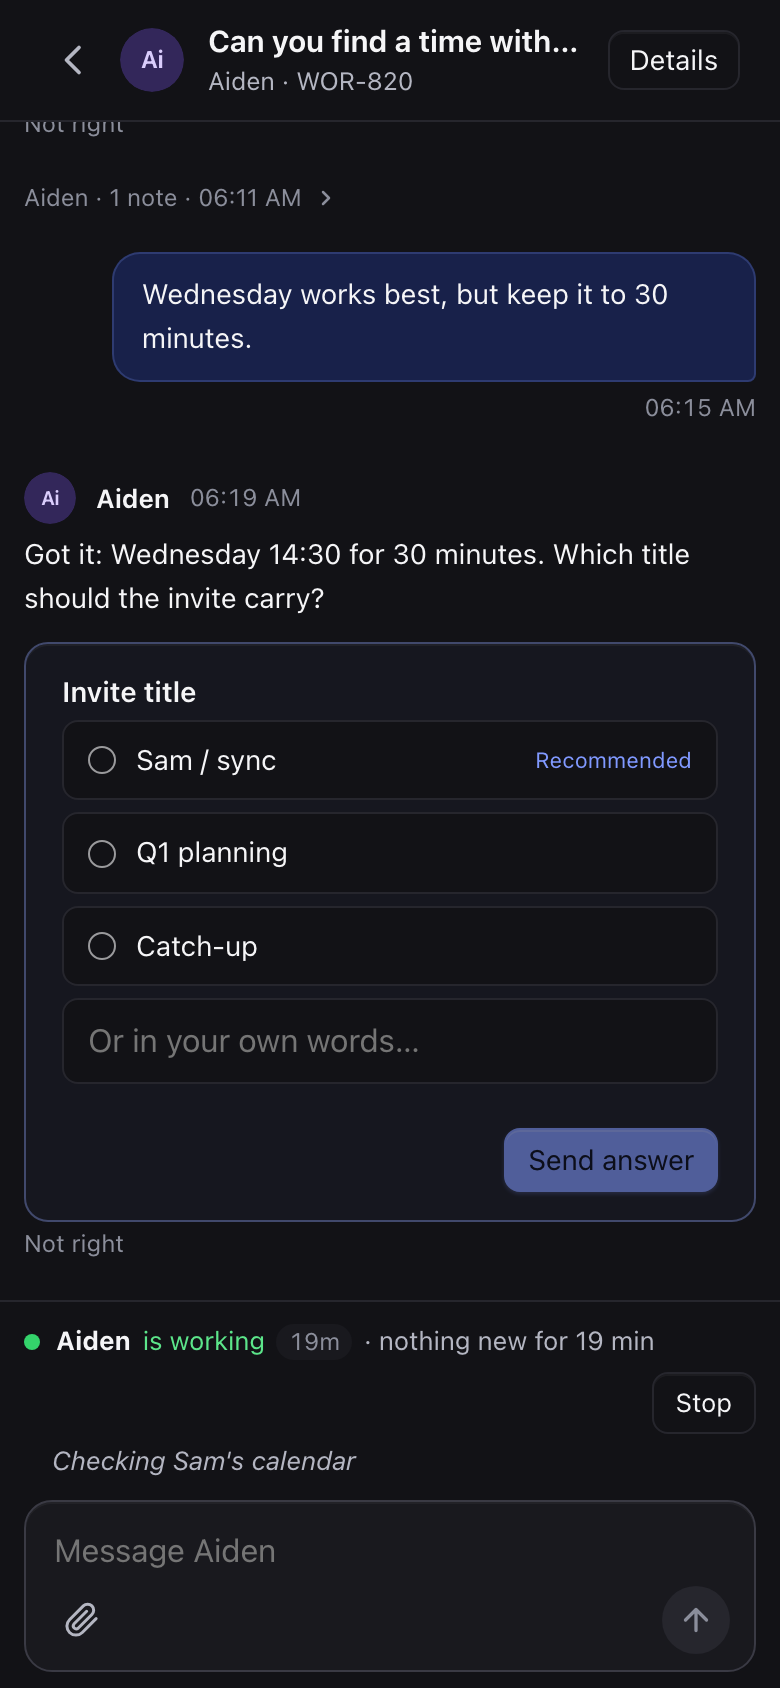 Ai
Can you find a time with...
Aiden · WOR-820
Details
Not right
Aiden · 1 note · 06:11 AM
Wednesday works best, but keep it to 30
minutes.
06:15 AM
Ai
Aiden 06:19 AM
Got it: Wednesday 14:30 for 30 minutes. Which title
should the invite carry?
Invite title
Sam / sync Recommended
Q1 planning
Catch-up
Or in your own words...
Send answer
Not right
Aiden is working 19m · nothing new for 19 min
Stop
Checking Sam's calendar
Message Aiden